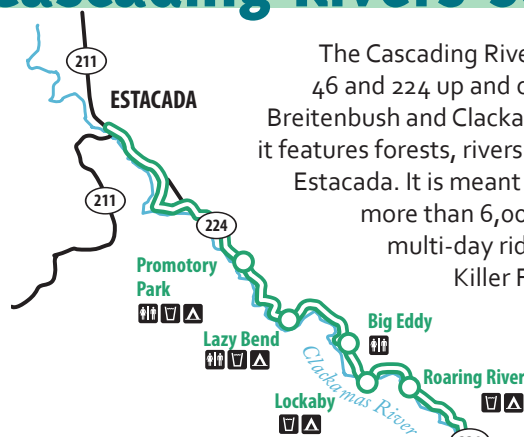 Cascading Rivers S
The Cascading Rive
46 and 224 up and o
Breitenbush and Clacka
it features forests, rivers
Estacada. It is meant
more than 6,00
multi-day rid
Killer F
211
ESTACADA
211
224
Promotory
Park
Lazy Bend
Big Eddy
Clackamas River
Lockaby
Roaring River